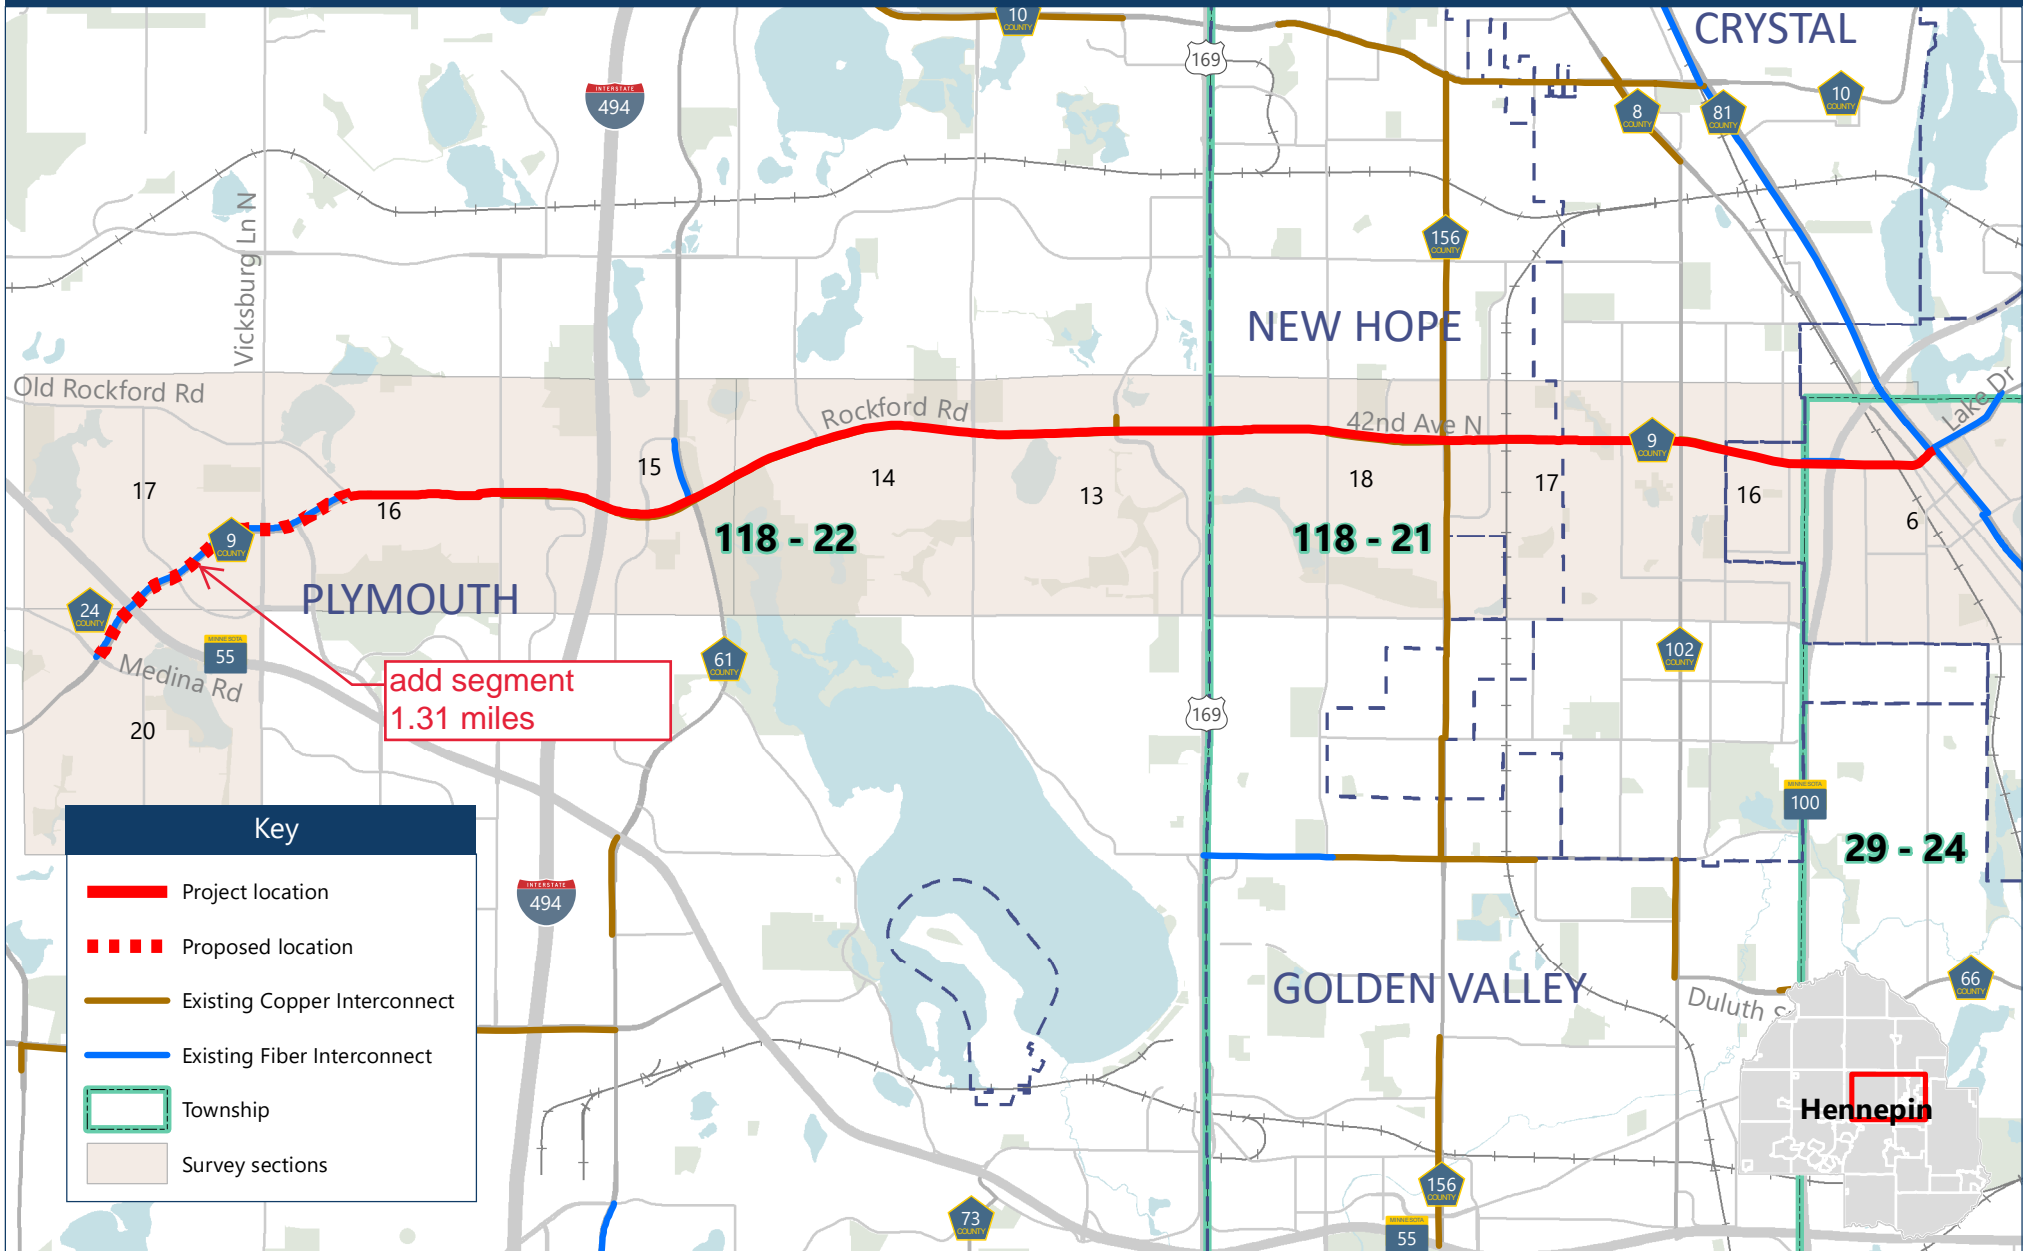 10
COUNTY
CRYSTAL
169
INTERSTATE
494
8
COUNTY
81
COUNTY
10
COUNTY
Vicksburg Ln N
156
COUNTY
NEW HOPE
Old Rockford Rd
Rockford Rd
42nd Ave N
Lake Dr
9
COUNTY
15
14
13
18
17
16
6
17
16
9
COUNTY
118 - 22
118 - 21
PLYMOUTH
24
COUNTY
MINNESOTA
55
Medina Rd
61
COUNTY
102
COUNTY
add segment
1.31 miles
169
20
MINNESOTA
100
29 - 24
Key
Project location
Proposed location
Existing Copper Interconnect
Existing Fiber Interconnect
Township
Survey sections
INTERSTATE
494
GOLDEN VALLEY
Duluth S
66
COUNTY
Hennepin
156
COUNTY
73
COUNTY
MINNESOTA
55